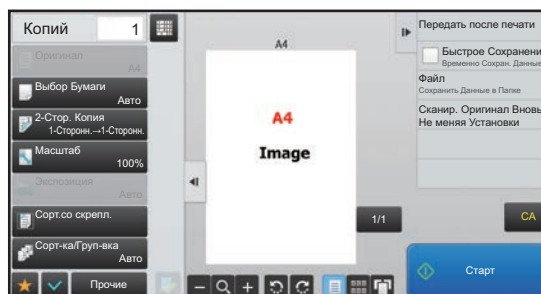 Копий 1
Оригинал
A4
Выбор Бумаги
Авто
2-Стор. Копия
1-Сторонн.→1-Сторонн.
Масштаб
100%
Экспозиция
Авто
Сорт.со скрепл.
Сорт-ка/Груп-вка
Авто
Прочие
A4
A4
Image
1/1
Передать после печати
Быстрое Сохранени
Временно Сохран. Данные
Файл
Сохранить Данные в Папке
Сканир. Оригинал Вновь
Не меняя Установки
CA
Старт